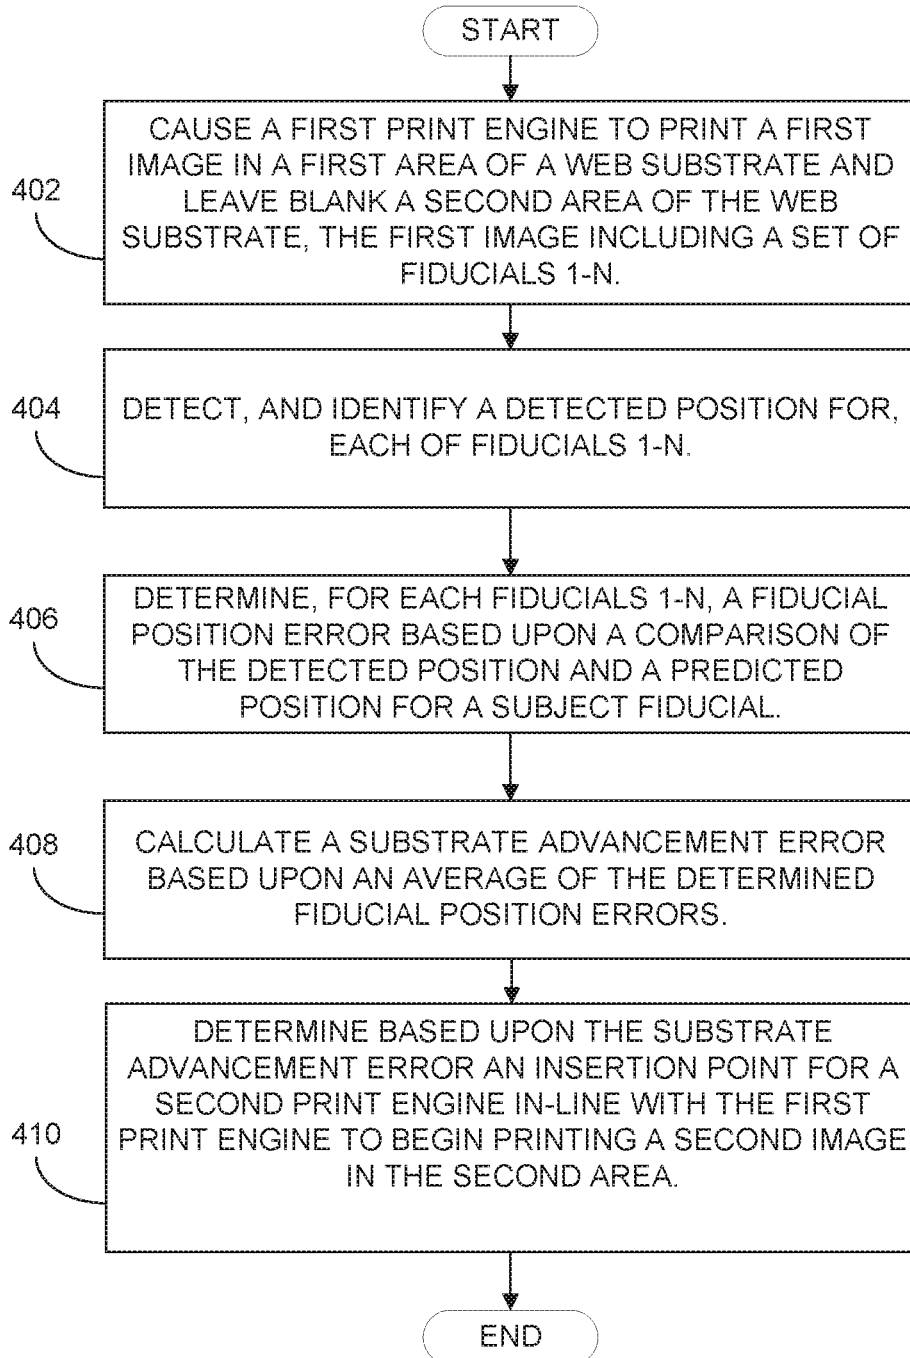 START
402
CAUSE A FIRST PRINT ENGINE TO PRINT A FIRST
IMAGE IN A FIRST AREA OF A WEB SUBSTRATE AND
LEAVE BLANK A SECOND AREA OF THE WEB
SUBSTRATE, THE FIRST IMAGE INCLUDING A SET OF
FIDUCIALS 1-N.
404
DETECT, AND IDENTIFY A DETECTED POSITION FOR,
EACH OF FIDUCIALS 1-N.
406
DETERMINE, FOR EACH FIDUCIALS 1-N, A FIDUCIAL
POSITION ERROR BASED UPON A COMPARISON OF
THE DETECTED POSITION AND A PREDICTED
POSITION FOR A SUBJECT FIDUCIAL.
408
CALCULATE A SUBSTRATE ADVANCEMENT ERROR
BASED UPON AN AVERAGE OF THE DETERMINED
FIDUCIAL POSITION ERRORS.
410
DETERMINE BASED UPON THE SUBSTRATE
ADVANCEMENT ERROR AN INSERTION POINT FOR A
SECOND PRINT ENGINE IN-LINE WITH THE FIRST
PRINT ENGINE TO BEGIN PRINTING A SECOND IMAGE
IN THE SECOND AREA.
END